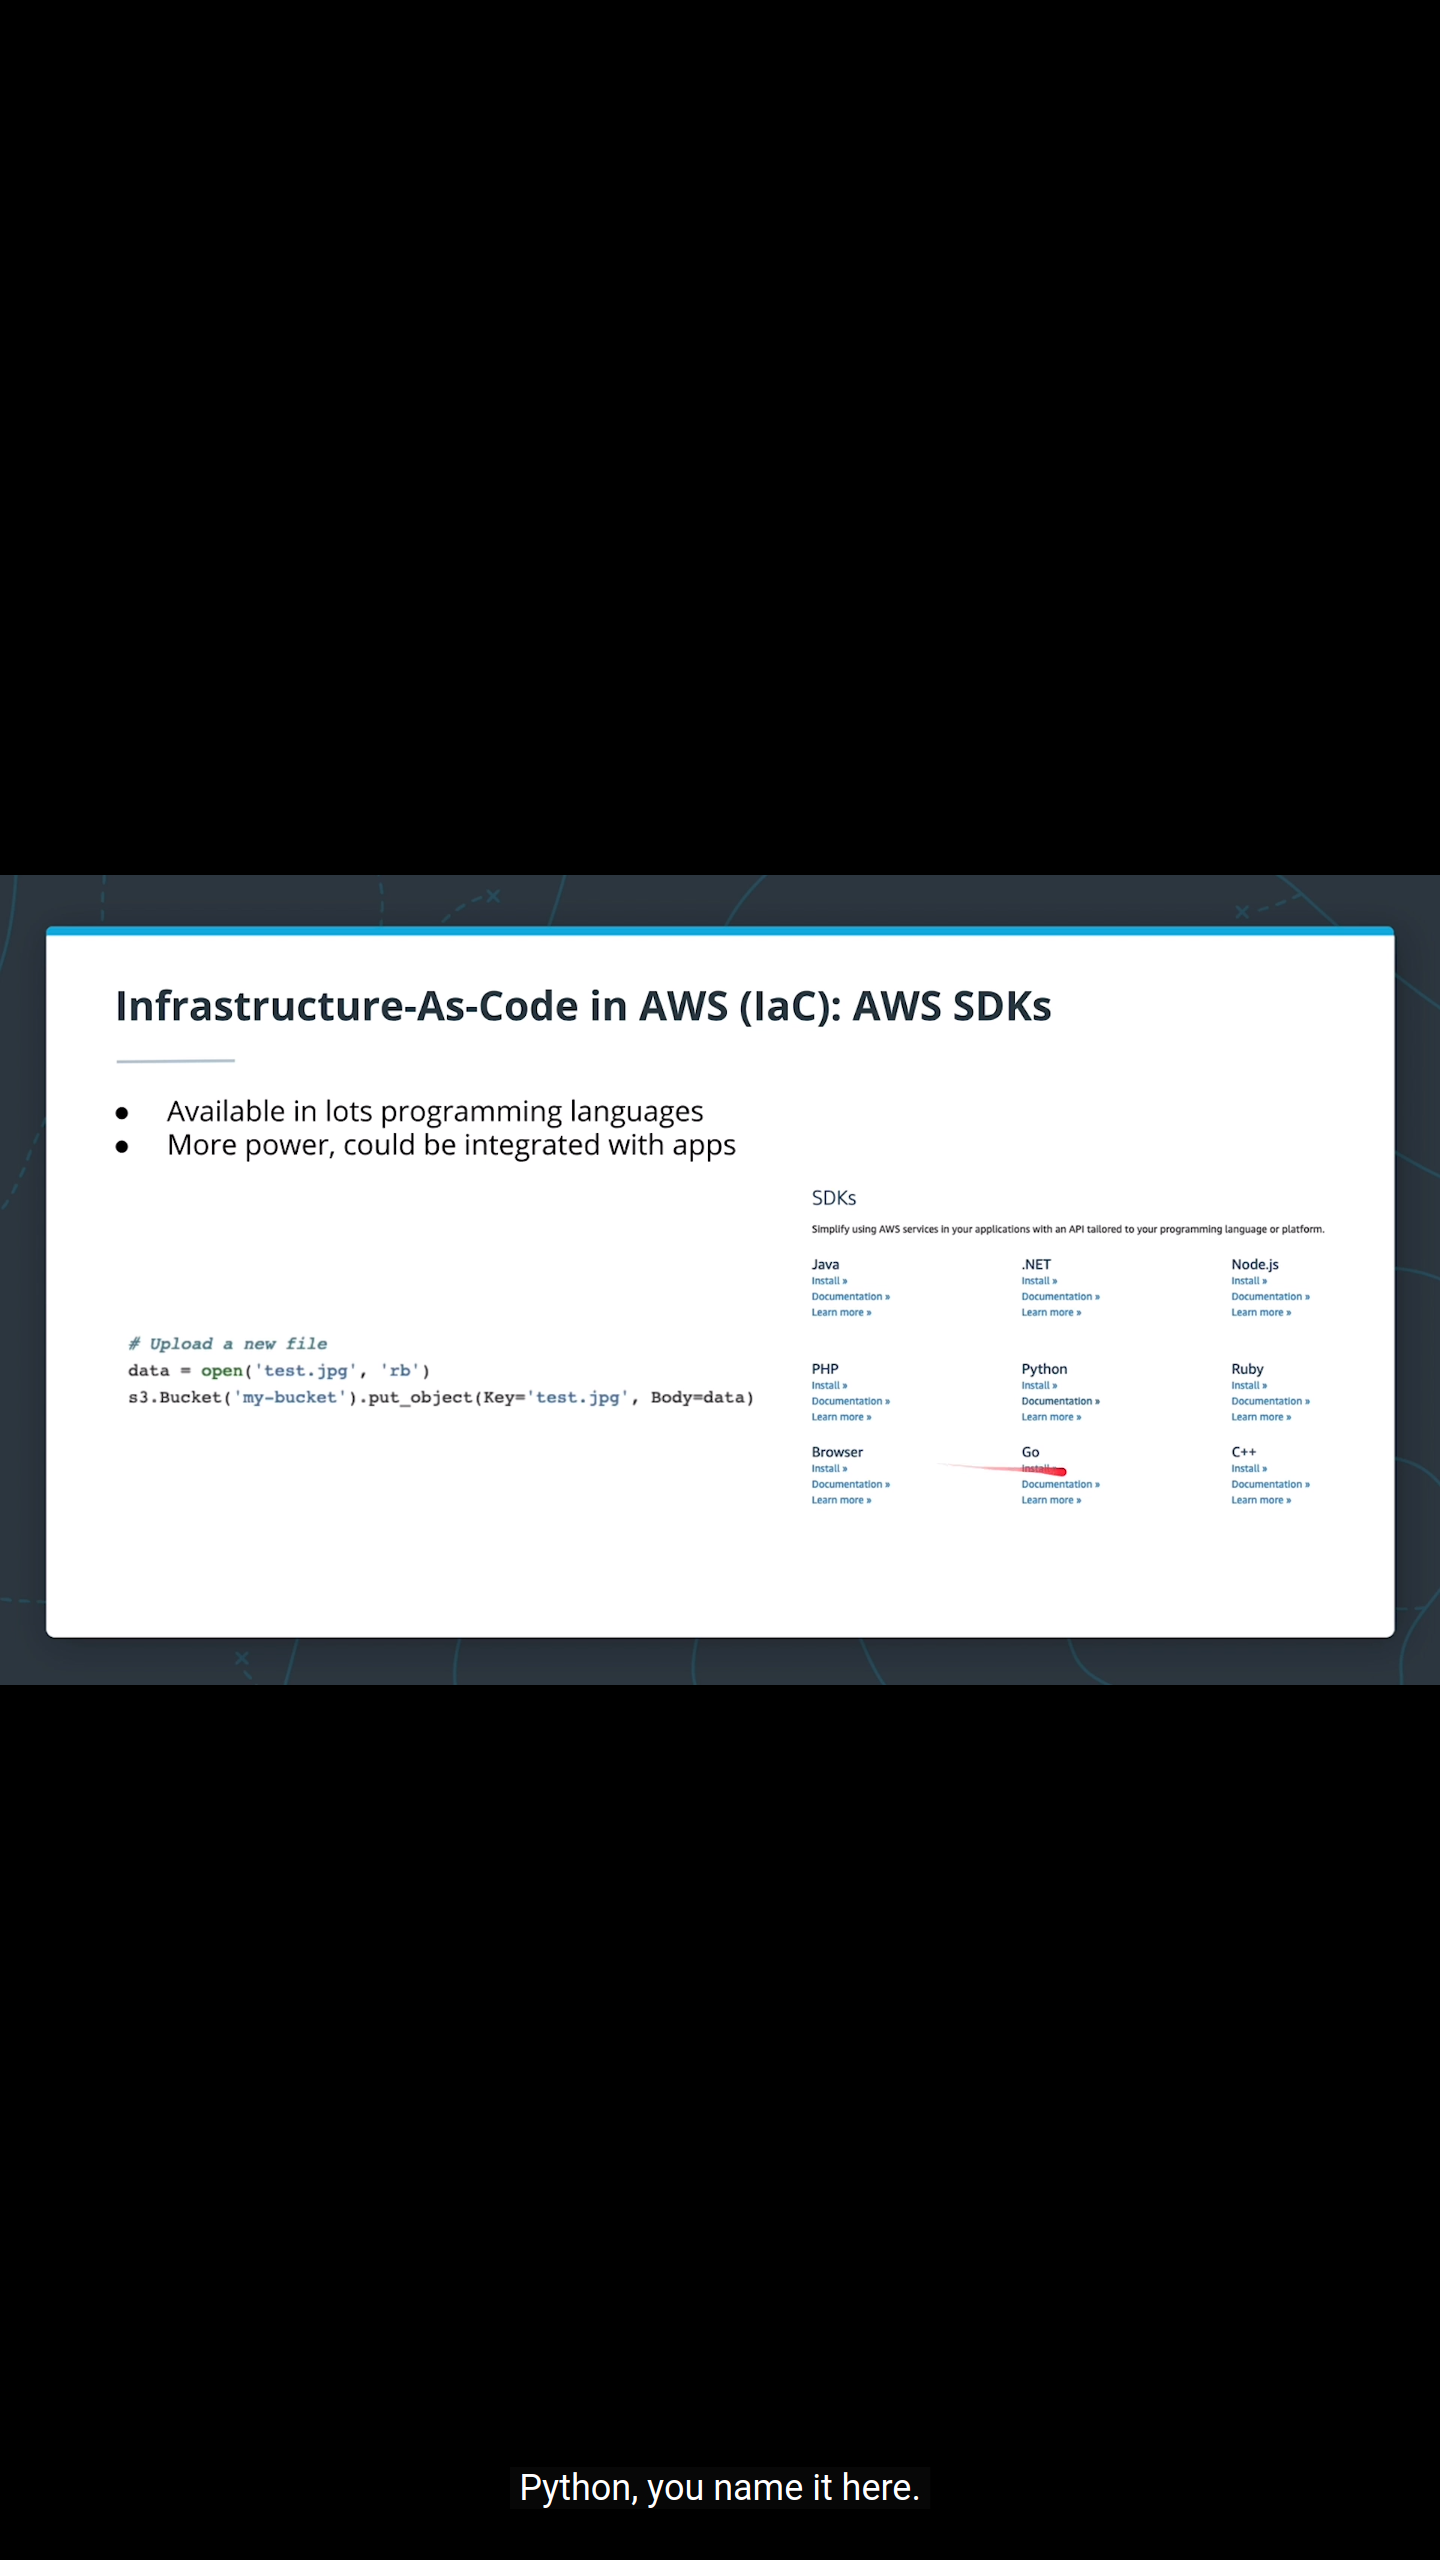 Infrastructure-As-Code in AWS (IaC): AWS SDKs
● Available in lots programming languages
● More power, could be integrated with apps
# Upload a new file
data = open('test.jpg', 'rb')
s3.Bucket('my-bucket').put_object(Key='test.jpg', Body=data)
SDKs
Simplify using AWS services in your applications with an API tailored to your programming language or platform.
Java
Install »
Documentation »
Learn more »
.NET
Install »
Documentation »
Learn more »
Node.js
Install »
Documentation »
Learn more »
PHP
Install »
Documentation »
Learn more »
Python
Install »
Documentation »
Learn more »
Ruby
Install »
Documentation »
Learn more »
Browser
Install »
Documentation »
Learn more »
Go
Install »
Documentation »
Learn more »
C++
Install »
Documentation »
Learn more »
Python, you name it here.